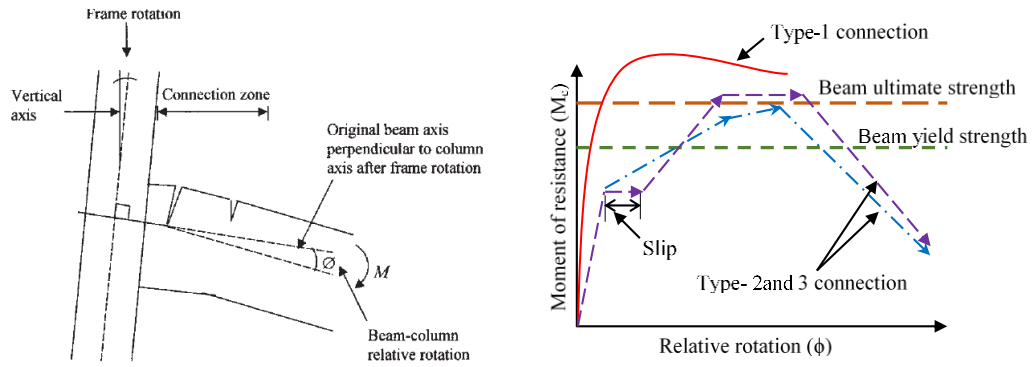 Frame rotation
Vertical
axis
Connection zone
Original beam axis
perpendicular to column
axis after frame rotation
Ø
M
Beam-column
relative rotation
Moment of resistance (Mc)
Type-1 connection
Beam ultimate strength
Beam yield strength
Slip
Type- 2and 3 connection
Relative rotation (ϕ)